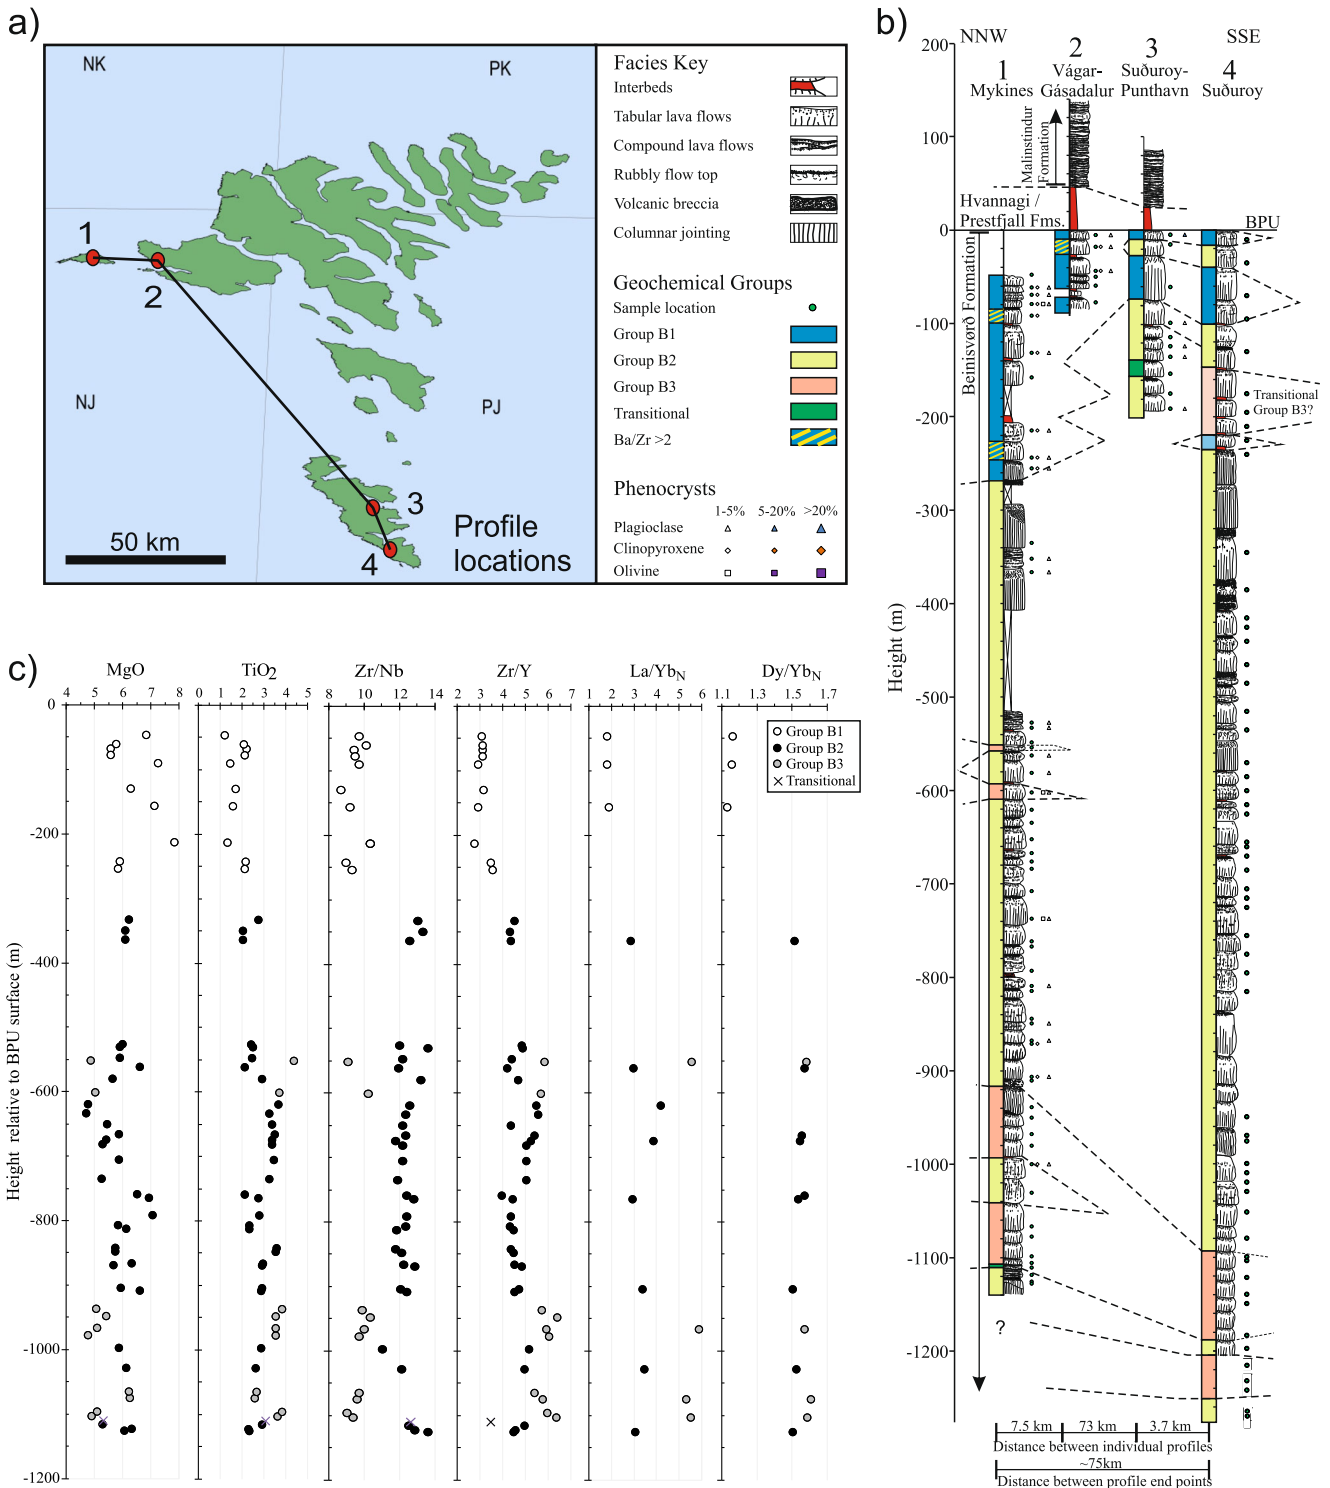 a)
NK
PK
NJ
PJ
1
2
3
4
50 km
Profile
locations
Facies Key
Interbeds
Tabular lava flows
Compound lava flows
Rubbly flow top
Volcanic breccia
Columnar jointing
Geochemical Groups
Sample location
Group B1
Group B2
Group B3
Transitional
Ba/Zr >2
Phenocrysts
1-5% 5-20% >20%
Plagioclase
Clinopyroxene
Olivine
b)
NNW
SSE
1
Mykines
2
Vágar-
Gásadalur
3
Suðuroy-
Punthavn
4
Suðuroy
200
100
0
-100
-200
-300
-400
-500
-600
-700
-800
-900
-1000
-1100
-1200
Height (m)
Malinstindur
Formation
Hvannagi /
Prestfjall Fms.
BPU
Beinisvørð Formation
Transitional
Group B3?
?
7.5 km 73 km 3.7 km
Distance between individual profiles
~75km
Distance between profile end points
c)
MgO
4 5 6 7 8
TiO2
0 1 2 3 4 5
Zr/Nb
8 10 12 14
Zr/Y
2 3 4 5 6 7
La/YbN
1 2 3 4 5 6
Dy/YbN
1.1 1.3 1.5 1.7
0
-200
-400
-600
-800
-1000
-1200
Height relative to BPU surface (m)
Group B1
Group B2
Group B3
Transitional